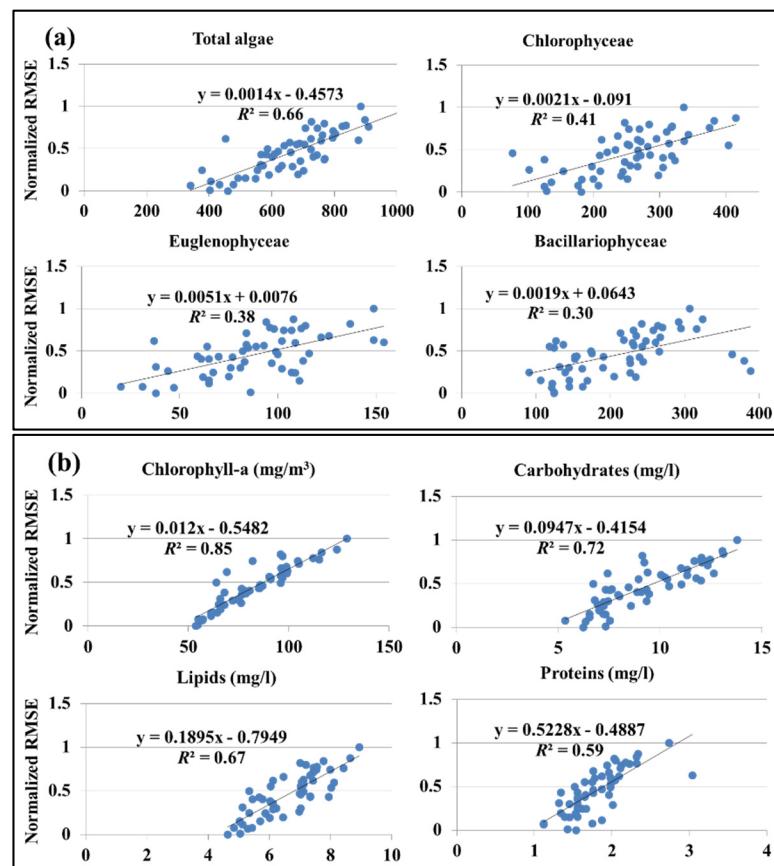 (a)
Total algae
Chlorophyceae
Normalized RMSE
1.5
1
0.5
0
y = 0.0014x - 0.4573
R² = 0.66
0 200 400 600 800 1000
1.5
1
0.5
0
y = 0.0021x - 0.091
R² = 0.41
0 100 200 300 400
Euglenophyceae
Bacillariophyceae
Normalized RMSE
1.5
1
0.5
0
y = 0.0051x + 0.0076
R² = 0.38
0 50 100 150
1.5
1
0.5
0
y = 0.0019x + 0.0643
R² = 0.30
0 100 200 300 400
(b)
Chlorophyll-a (mg/m³)
Carbohydrates (mg/l)
Normalized RMSE
1.5
1
0.5
0
y = 0.012x - 0.5482
R² = 0.85
0 50 100 150
1.5
1
0.5
0
y = 0.0947x - 0.4154
R² = 0.72
0 5 10 15
Lipids (mg/l)
Proteins (mg/l)
Normalized RMSE
1.5
1
0.5
0
y = 0.1895x - 0.7949
R² = 0.67
0 2 4 6 8 10
1.5
1
0.5
0
y = 0.5228x - 0.4887
R² = 0.59
0 1 2 3 4